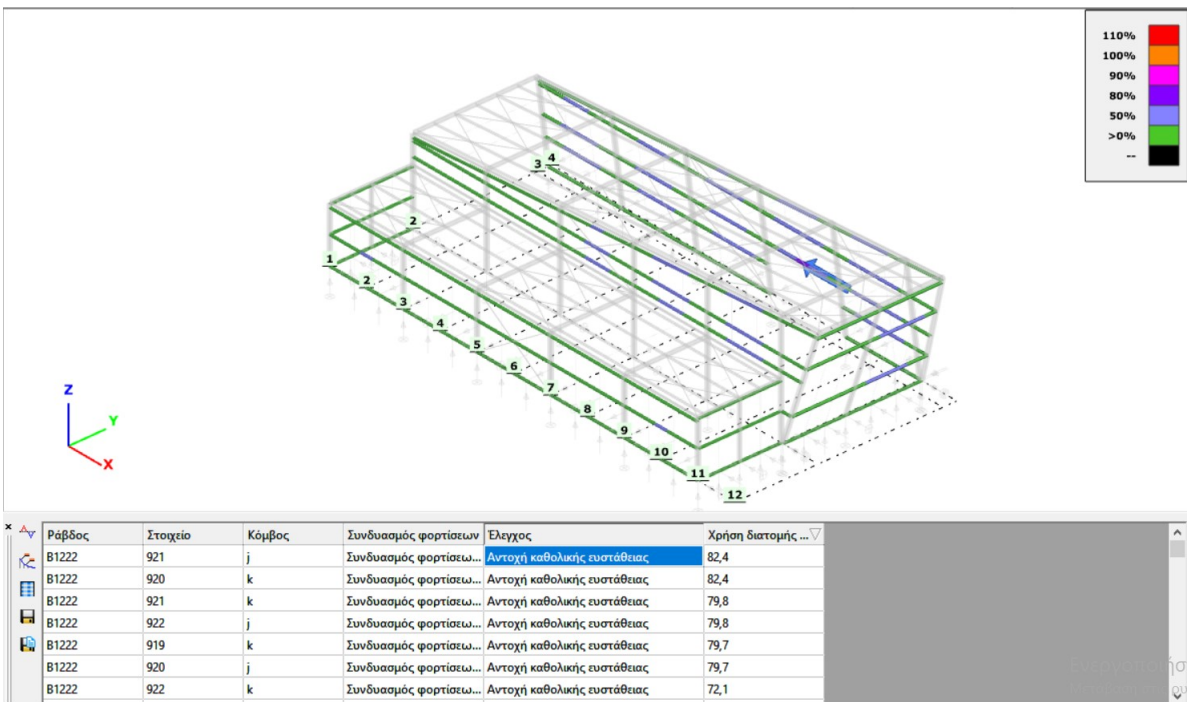 110%
100%
90%
80%
50%
>0%
--
3 4
2
1
2
3
4
5
6
7
8
9
10
11
12
Z
Y
X
Ράβδος Στοιχείο Κόμβος Συνδυασμός φορτίσεων Έλεγχος Χρήση διατομής ...
B1222 921 j Συνδυασμός φορτίσεω... Αντοχή καθολικής ευστάθειας 82,4
B1222 920 k Συνδυασμός φορτίσεω... Αντοχή καθολικής ευστάθειας 82,4
B1222 921 k Συνδυασμός φορτίσεω... Αντοχή καθολικής ευστάθειας 79,8
B1222 922 j Συνδυασμός φορτίσεω... Αντοχή καθολικής ευστάθειας 79,8
B1222 919 k Συνδυασμός φορτίσεω... Αντοχή καθολικής ευστάθειας 79,7
B1222 920 j Συνδυασμός φορτίσεω... Αντοχή καθολικής ευστάθειας 79,7
B1222 922 k Συνδυασμός φορτίσεω... Αντοχή καθολικής ευστάθειας 72,1